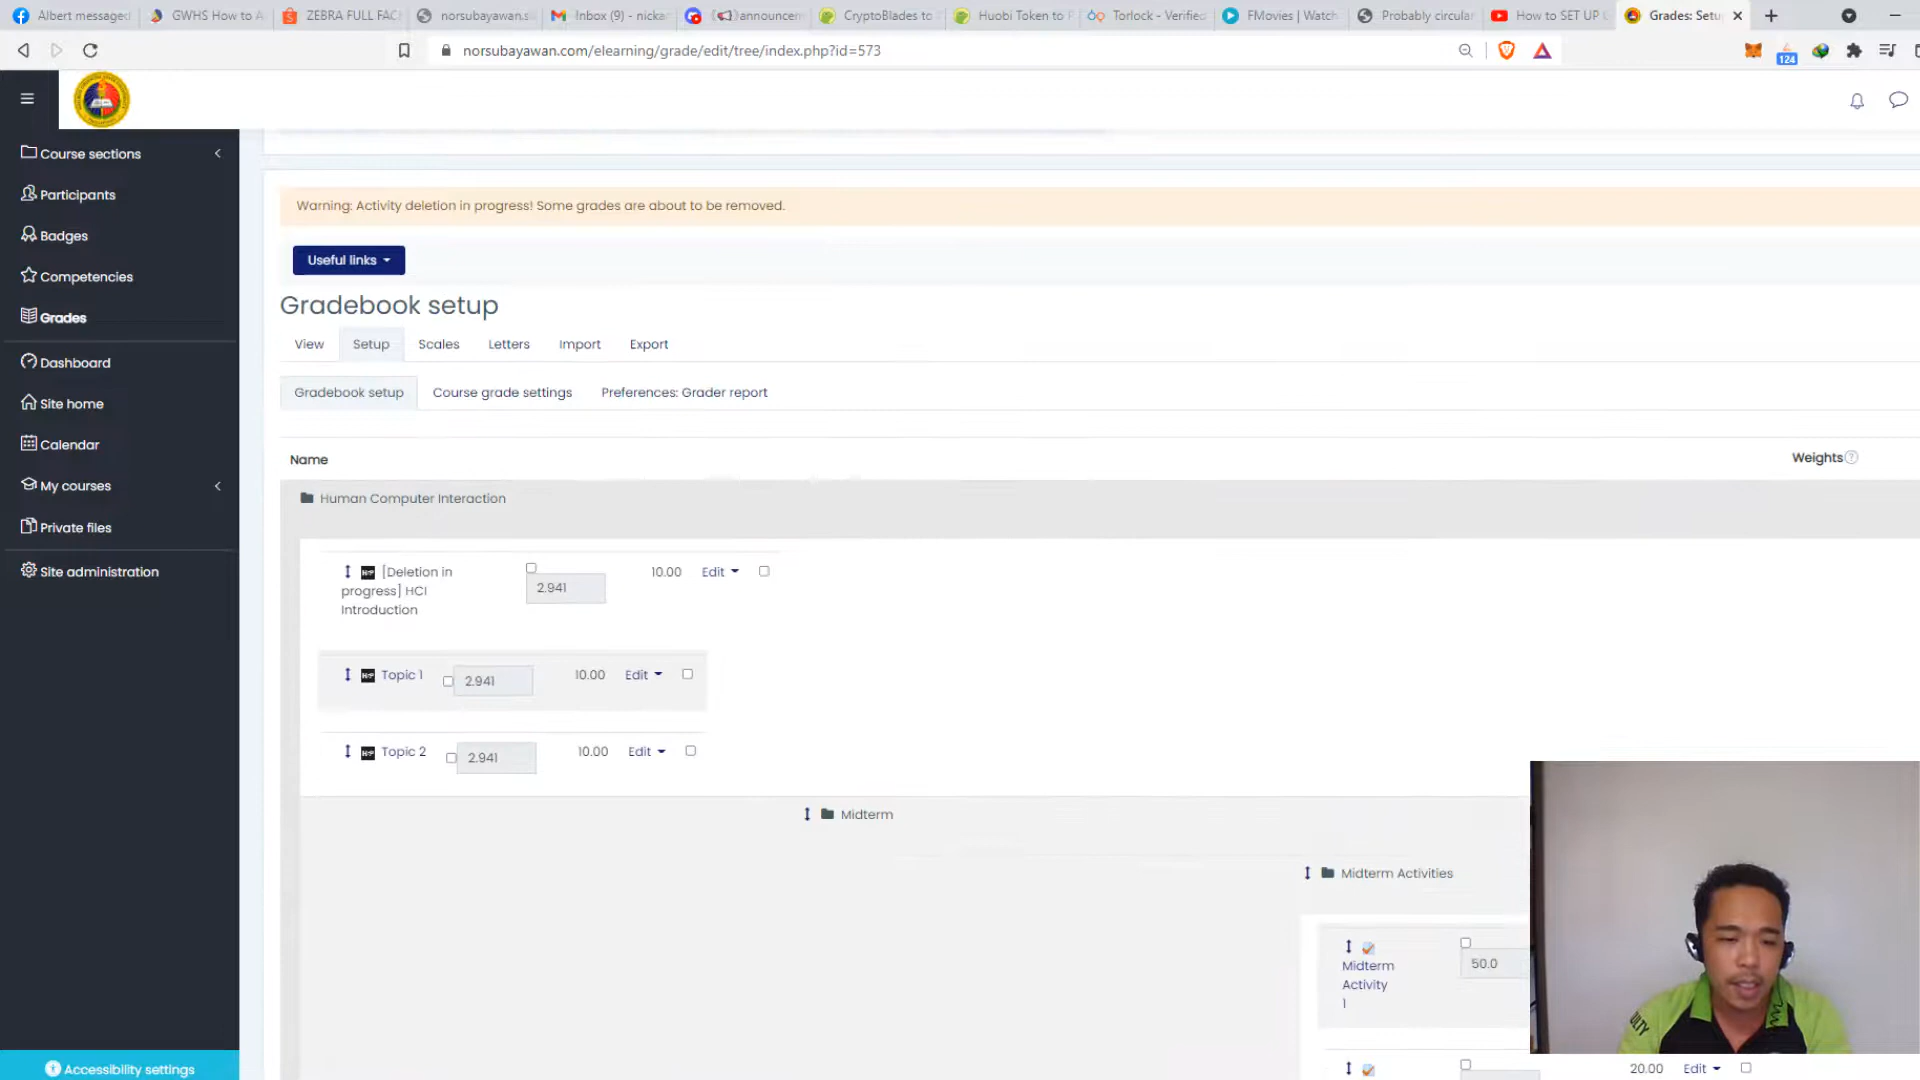 Albert messaged
GWHS How to A
ZEBRA FULL FAC
norsubayawan.s
Inbox (9) - nicka
announcem
CryptoBlades to
Huobi Token to P
Torlock - Verified
FMovies | Watch
Probably circular
How to SET UP
Grades: Setu
norsubayawan.com/elearning/grade/edit/tree/index.php?id=573
124
Course sections
Participants
Badges
Competencies
Grades
Dashboard
Site home
Calendar
My courses
Private files
Site administration
Accessibility settings
Warning: Activity deletion in progress! Some grades are about to be removed.
Useful links
Gradebook setup
View Setup Scales Letters Import Export
Gradebook setup Course grade settings Preferences: Grader report
Name Weights
Human Computer Interaction
[Deletion in 2.941 10.00 Edit
progress] HCI
Introduction
Topic 1 2.941 10.00 Edit
Topic 2 2.941 10.00 Edit
Midterm
Midterm Activities
Midterm 50.0
Activity
1
20.00 Edit